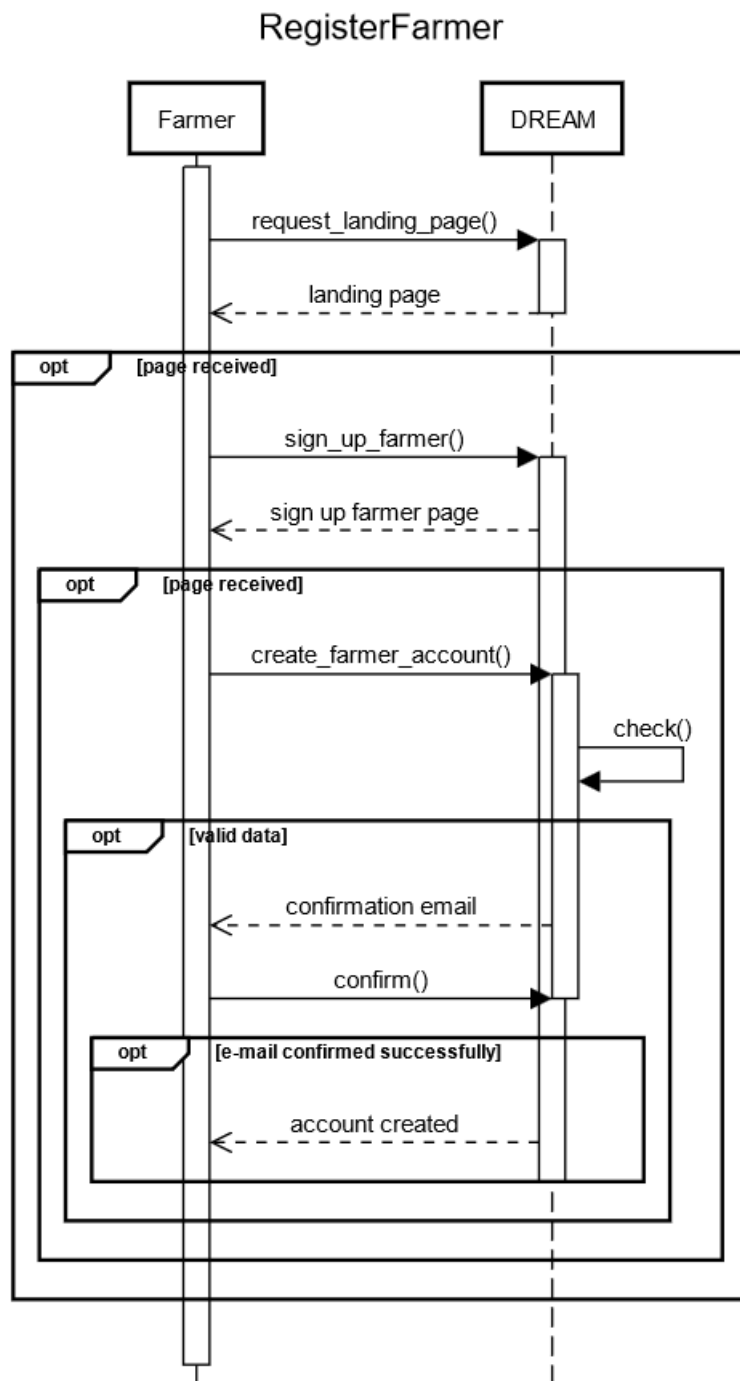 RegisterFarmer
Farmer
DREAM
request_landing_page()
landing page
opt
[page received]
sign_up_farmer()
sign up farmer page
opt
[page received]
create_farmer_account()
check()
opt
[valid data]
confirmation email
confirm()
opt
[e-mail confirmed successfully]
account created